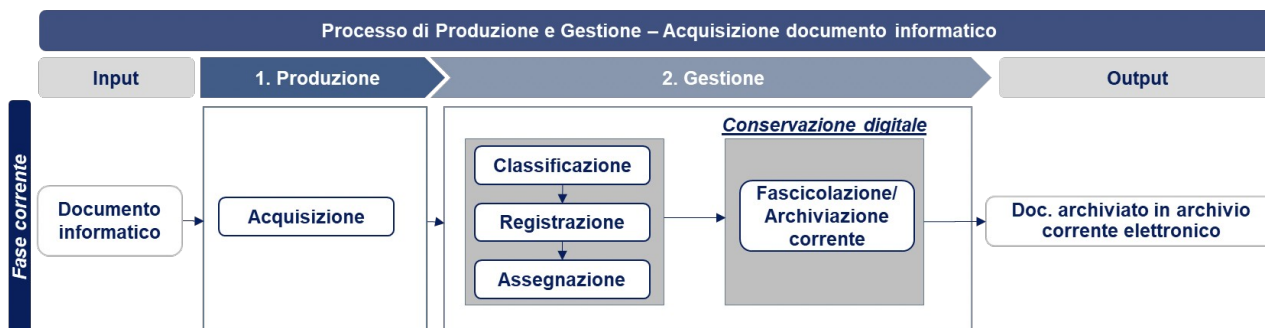 Processo di Produzione e Gestione – Acquisizione documento informatico
Input
1. Produzione
2. Gestione
Output
Fase corrente
Documento
informatico
Acquisizione
Classificazione
Registrazione
Assegnazione
Conservazione digitale
Fascicolazione/
Archiviazione
corrente
Doc. archiviato in archivio
corrente elettronico